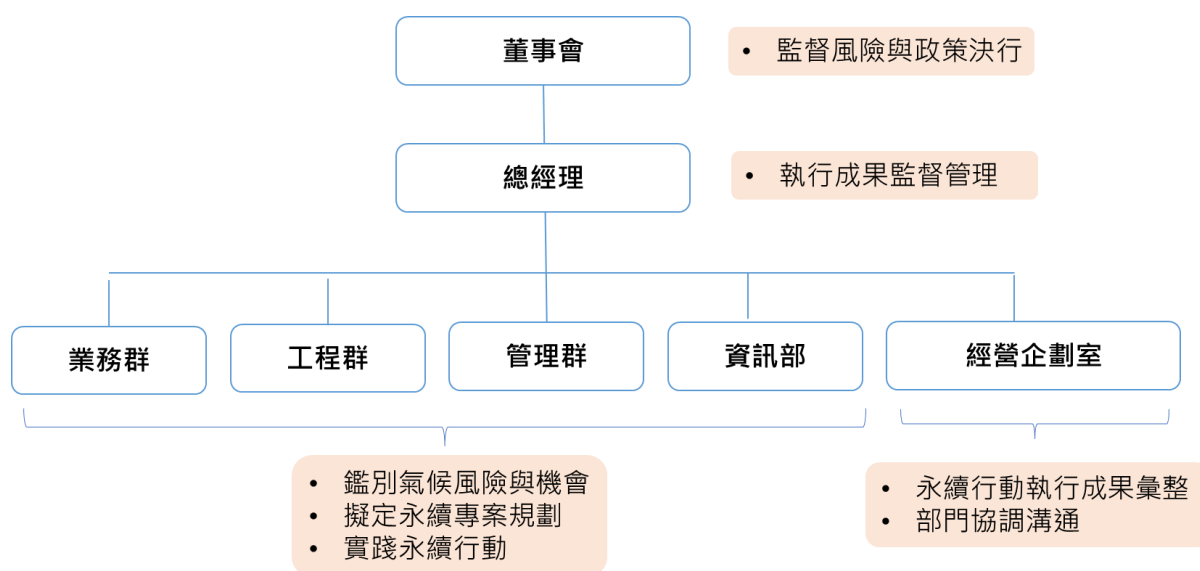 董事會
• 監督風險與政策決行
總經理
• 執行成果監督管理
業務群
工程群
管理群
資訊部
經營企劃室
• 鑑別氣候風險與機會
• 擬定永續專案規劃
• 實踐永續行動
• 永續行動執行成果彙整
• 部門協調溝通